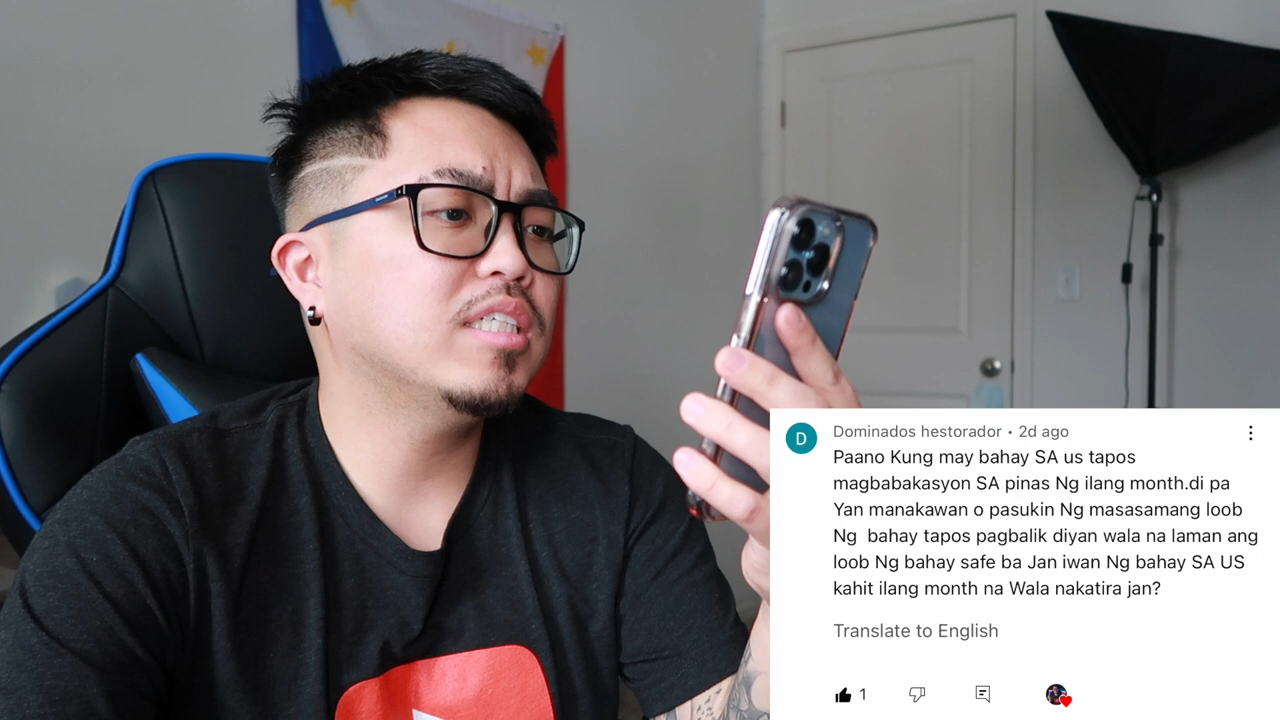 D
Dominados hestorador • 2d ago
Paano Kung may bahay SA us tapos
magbabakasyon SA pinas Ng ilang month.di pa
Yan manakawan o pasukin Ng masasamang loob
Ng  bahay tapos pagbalik diyan wala na laman ang
loob Ng bahay safe ba Jan iwan Ng bahay SA US
kahit ilang month na Wala nakatira jan?
Translate to English
1